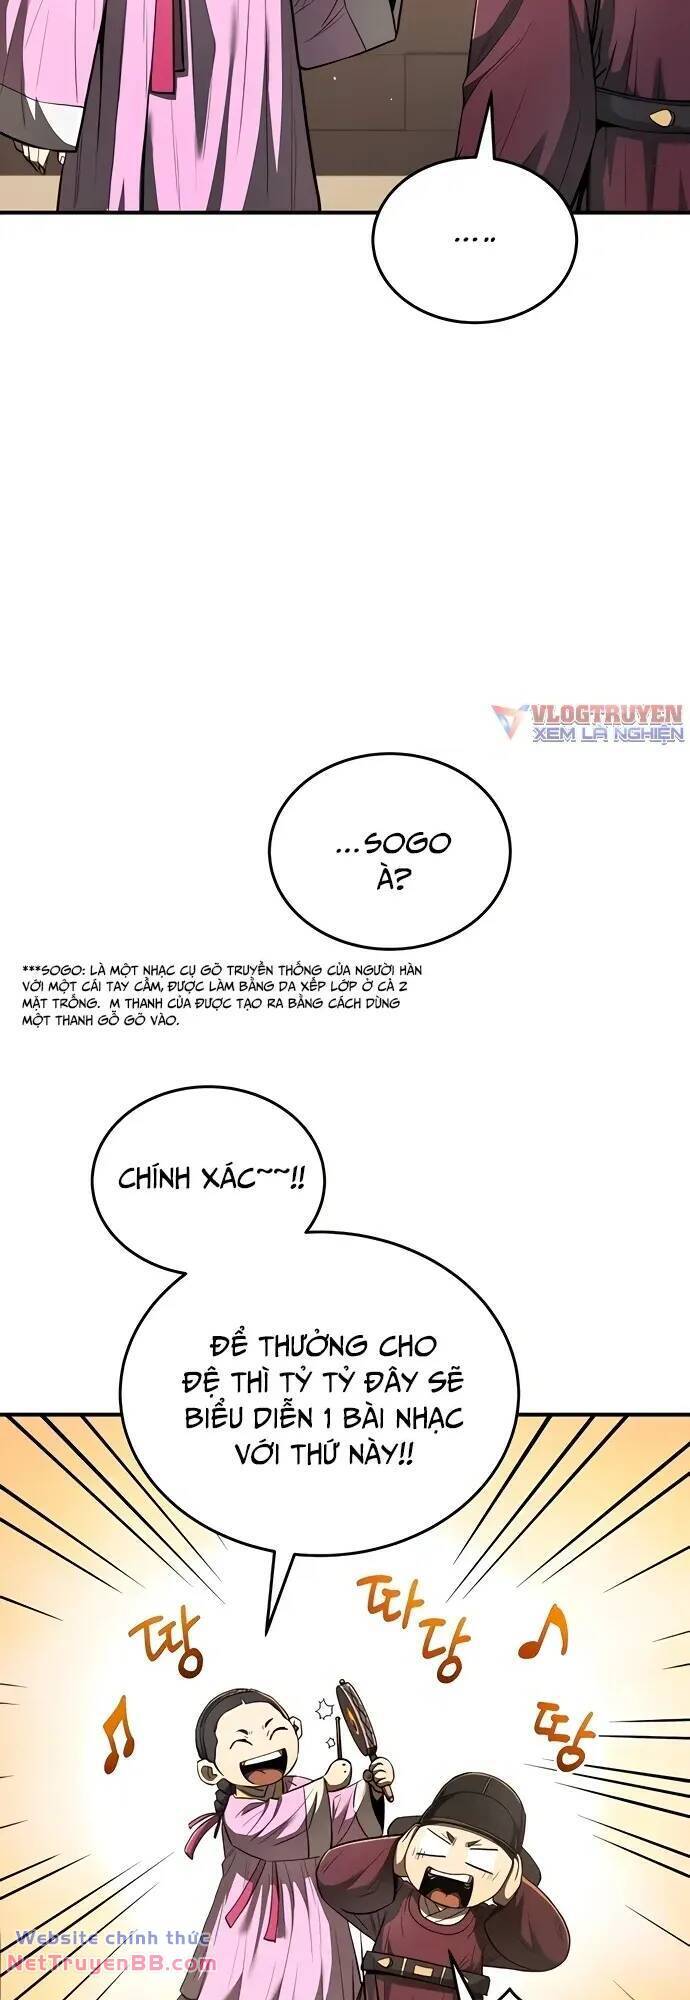 .....
VLOGTRUYEN
XEM LÀ NGHIỆN
...SOGO
À?
***SOGO: LÀ MỘT NHẠC CỤ GÕ TRUYỀN THỐNG CỦA NGƯỜI HÀN
VỚI MỘT CÁI TAY CẦM, ĐƯỢC LÀM BẰNG DA XẾP LỚP Ở CẢ 2
MẶT TRỐNG. M THANH CỦA ĐƯỢC TẠO RA BẰNG CÁCH DÙNG
MỘT THANH GỖ GÕ VÀO.
CHÍNH XÁC~~!!
ĐỂ THƯỞNG CHO
ĐỆ THÌ TỶ TỶ ĐÂY SẼ
BIỂU DIỄN 1 BÀI NHẠC
VỚI THỨ NÀY!!
땅
따
당
땅
Website chính thức
NetTruyenBB.com